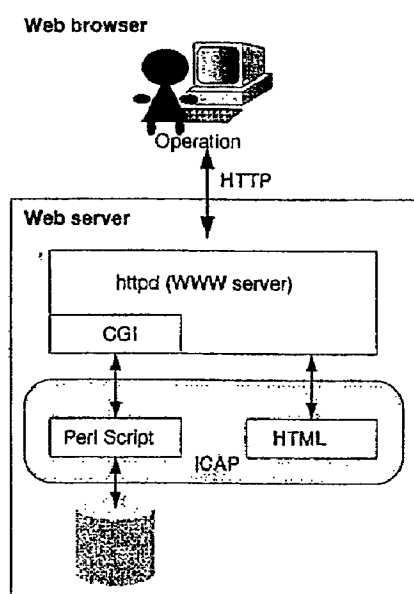 Web browser
Operation
HTTP
Web server
httpd (WWW server)
CGI
Perl Script
HTML
ICAP